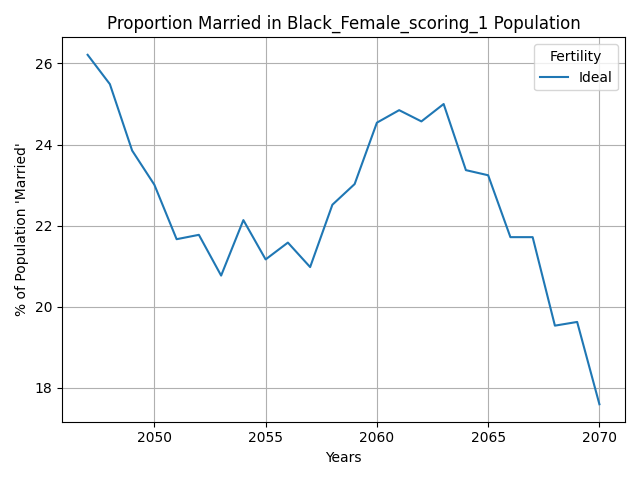 Proportion Married in Black_Female_scoring_1 Population
Fertility
Ideal
% of Population 'Married'
26
24
22
20
18
2050
2055
2060
2065
2070
Years